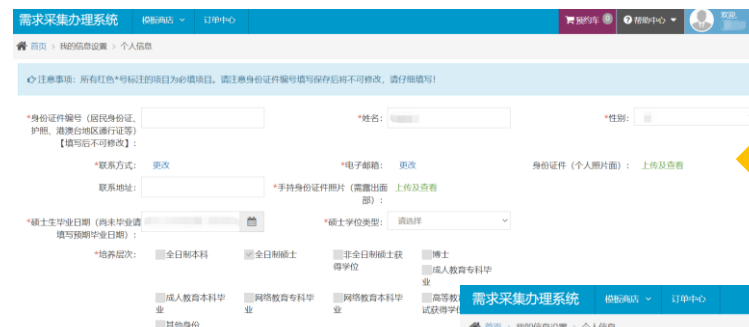 需求采集办理系统 模板商店 订单中心 预约车 0 帮助中心 欢迎,
首页 > 我的信息设置 > 个人信息
注意事项: 所有红色*号标注的项目为必填项目。请注意身份证件编号填写保存后将不可修改, 请仔细填写!
*身份证件编号(居民身份证、护照、港澳台地区通行证等)【填写后不可修改】: *姓名: *性别:
*联系方式: 更改 *电子邮箱: 更改 身份证件(个人照片面): 上传及查看
联系地址: *手持身份证件照片(需露出面部): 上传及查看
*硕士生毕业日期(尚未毕业请填写预期毕业日期): *硕士学位类型: 请选择
*培养层次: 全日制本科 全日制硕士 非全日制硕士获得学位 博士
成人教育专科毕业
成人教育本科毕业 网络教育专科毕业 网络教育本科毕业 高等教
试获得学
其他身份
需求采集办理系统 模板商店 订单中心
首页 > 我的信息设置 > 个人信息